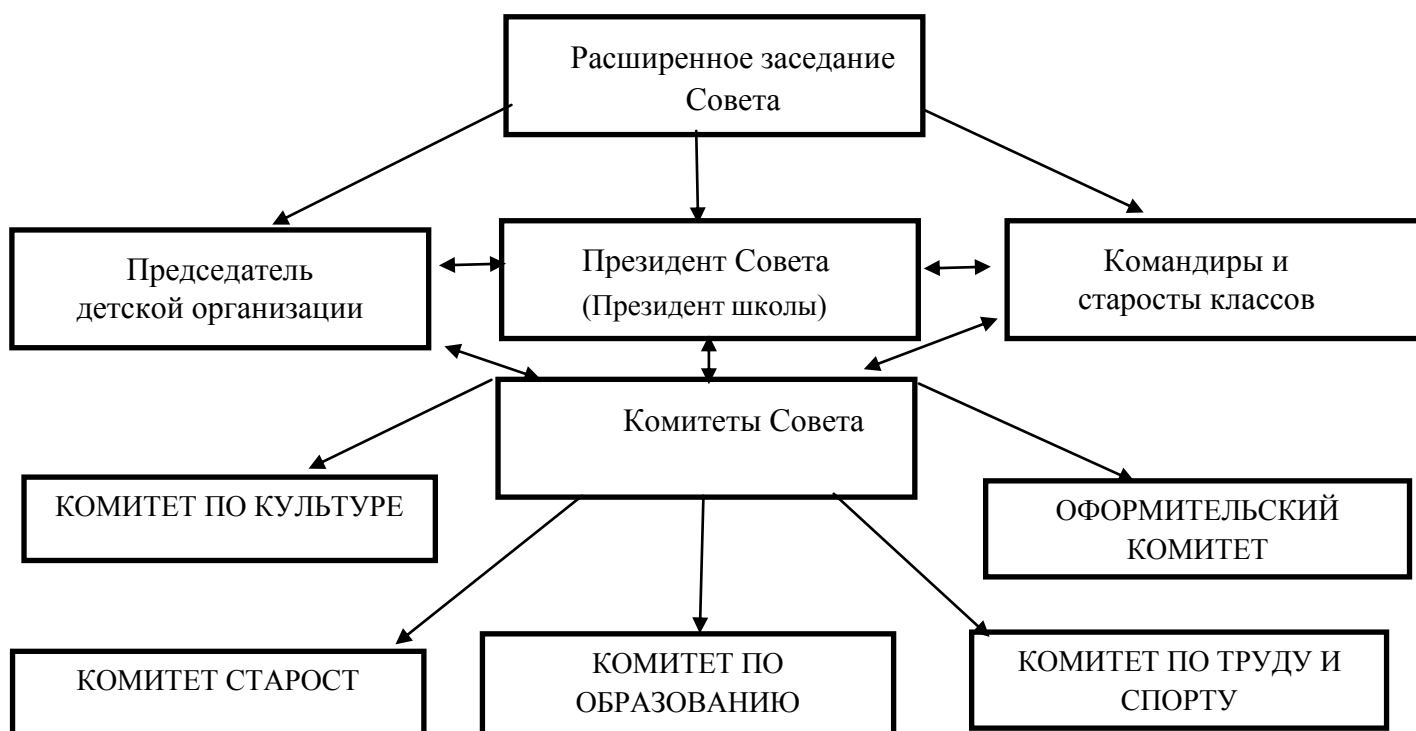 Расширенное заседание
Совета
Председатель
детской организации
Президент Совета
(Президент школы)
Командиры и
старосты классов
Комитеты Совета
КОМИТЕТ ПО КУЛЬТУРЕ
ОФОРМИТЕЛЬСКИЙ
КОМИТЕТ
КОМИТЕТ СТАРОСТ
КОМИТЕТ ПО
ОБРАЗОВАНИЮ
КОМИТЕТ ПО ТРУДУ И
СПОРТУ